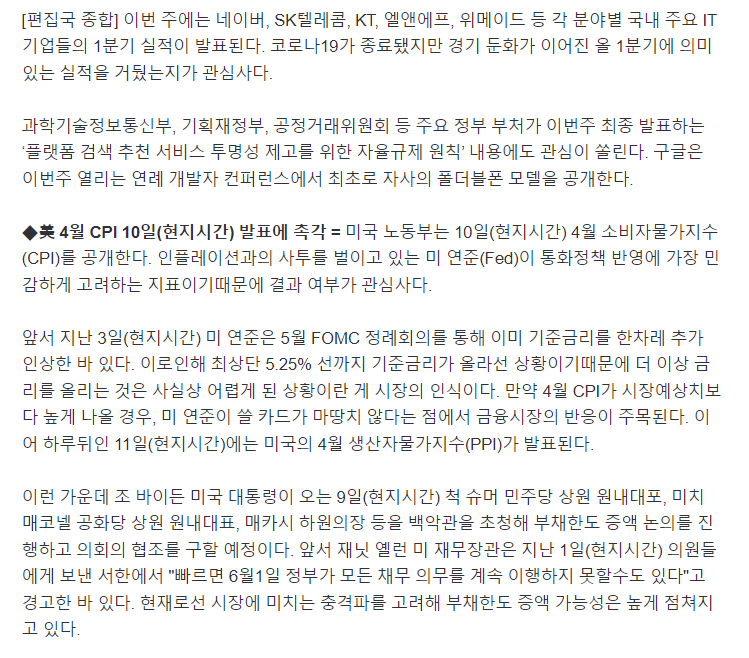 [편집국 종합] 이번 주에는 네이버, SK텔레콤, KT, 엘앤에프, 위메이드 등 각 분야별 국내 주요 IT
기업들의 1분기 실적이 발표된다. 코로나19가 종료됐지만 경기 둔화가 이어진 올 1분기에 의미
있는 실적을 거뒀는지가 관심사다.
과학기술정보통신부, 기획재정부, 공정거래위원회 등 주요 정부 부처가 이번주 최종 발표하는
‘플랫폼 검색 추천 서비스 투명성 제고를 위한 자율규제 원칙’ 내용에도 관심이 쏠린다. 구글은
이번주 열리는 연례 개발자 컨퍼런스에서 최초로 자사의 폴더블폰 모델을 공개한다.
◆美 4월 CPI 10일(현지시간) 발표에 촉각 = 미국 노동부는 10일(현지시간) 4월 소비자물가지수
(CPI)를 공개한다. 인플레이션과의 사투를 벌이고 있는 미 연준(Fed)이 통화정책 반영에 가장 민
감하게 고려하는 지표이기때문에 결과 여부가 관심사다.
앞서 지난 3일(현지시간) 미 연준은 5월 FOMC 정례회의를 통해 이미 기준금리를 한차레 추가
인상한 바 있다. 이로인해 최상단 5.25% 선까지 기준금리가 올라선 상황이기때문에 더 이상 금
리를 올리는 것은 사실상 어렵게 된 상황이란 게 시장의 인식이다. 만약 4월 CPI가 시장예상치보
다 높게 나올 경우, 미 연준이 쓸 카드가 마땅치 않다는 점에서 금융시장의 반응이 주목된다. 이
어 하루뒤인 11일(현지시간)에는 미국의 4월 생산자물가지수(PPI)가 발표된다.
이런 가운데 조 바이든 미국 대통령이 오는 9일(현지시간) 척 슈머 민주당 상원 원내대포, 미치
매코넬 공화당 상원 원내대표, 매카시 하원의장 등을 백악관을 초청해 부채한도 증액 논의를 진
행하고 의회의 협조를 구할 예정이다. 앞서 재닛 옐런 미 재무장관은 지난 1일(현지시간) 의원들
에게 보낸 서한에서 "빠르면 6월1일 정부가 모든 채무 의무를 계속 이행하지 못할수도 있다"고
경고한 바 있다. 현재로선 시장에 미치는 충격파를 고려해 부채한도 증액 가능성은 높게 점쳐지
고 있다.